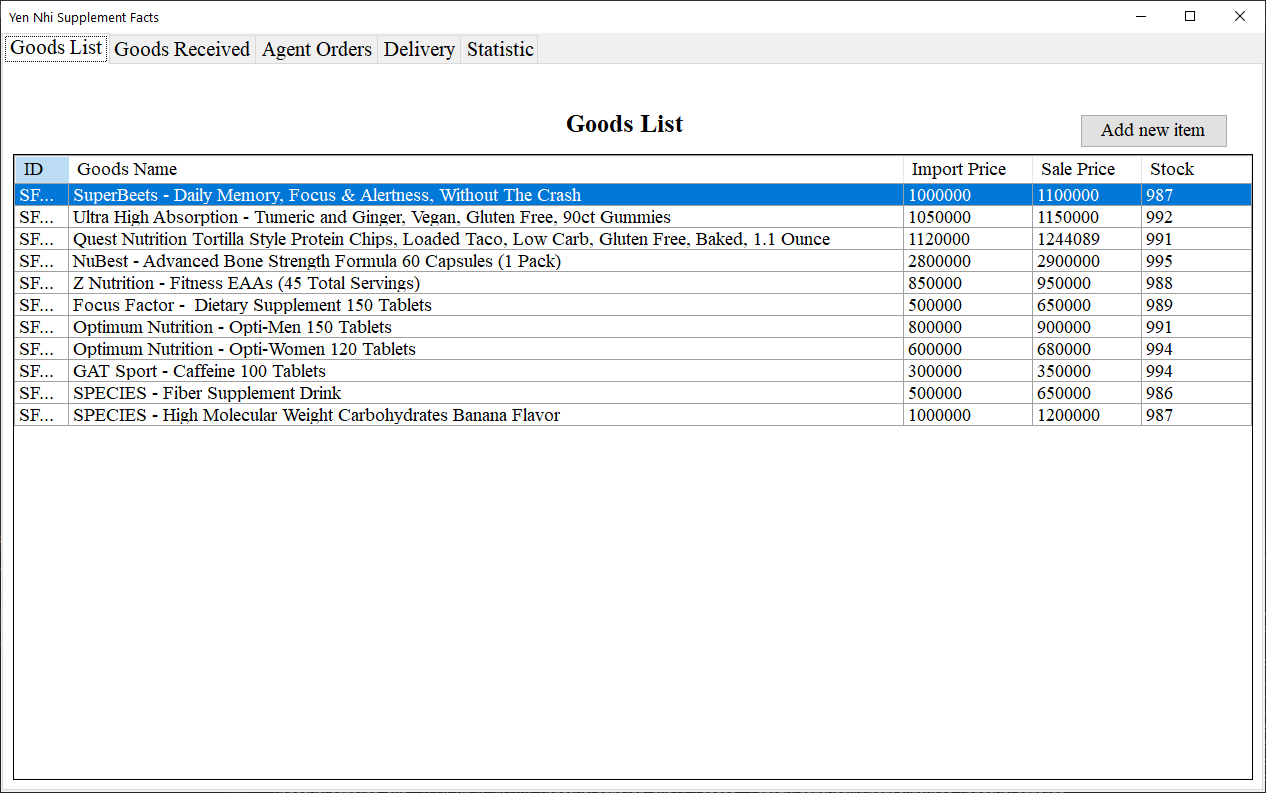 Yen Nhi Supplement Facts
Goods List Goods Received Agent Orders Delivery Statistic
Goods List
Add new item
ID Goods Name Import Price Sale Price Stock
SF... SuperBeets - Daily Memory, Focus & Alertness, Without The Crash 1000000 1100000 987
SF... Ultra High Absorption - Tumeric and Ginger, Vegan, Gluten Free, 90ct Gummies 1050000 1150000 992
SF... Quest Nutrition Tortilla Style Protein Chips, Loaded Taco, Low Carb, Gluten Free, Baked, 1.1 Ounce 1120000 1244089 991
SF... NuBest - Advanced Bone Strength Formula 60 Capsules (1 Pack) 2800000 2900000 995
SF... Z Nutrition - Fitness EAAs (45 Total Servings) 850000 950000 988
SF... Focus Factor -  Dietary Supplement 150 Tablets 500000 650000 989
SF... Optimum Nutrition - Opti-Men 150 Tablets 800000 900000 991
SF... Optimum Nutrition - Opti-Women 120 Tablets 600000 680000 994
SF... GAT Sport - Caffeine 100 Tablets 300000 350000 994
SF... SPECIES - Fiber Supplement Drink 500000 650000 986
SF... SPECIES - High Molecular Weight Carbohydrates Banana Flavor 1000000 1200000 987